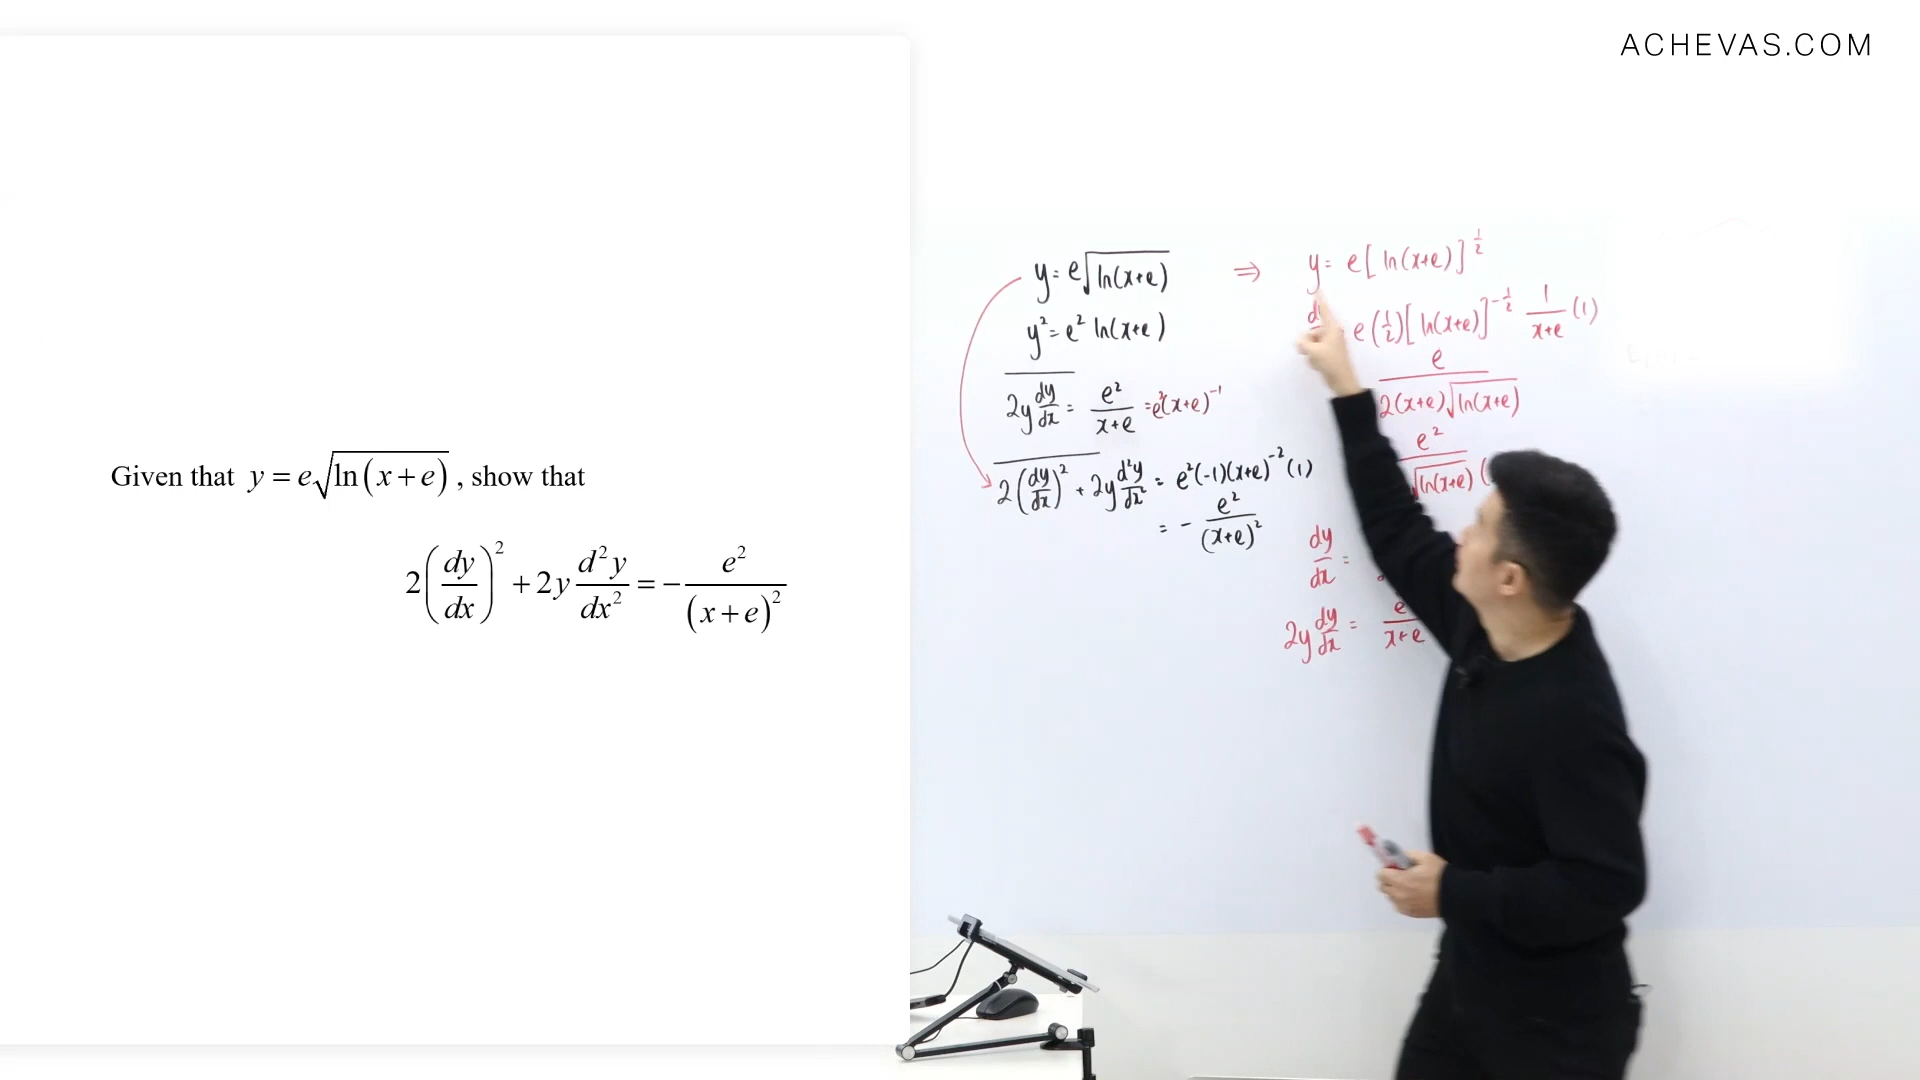 ACHEVAS.COM
Given that y = e√(ln(x+e)), show that
2(dy/dx)² + 2y d²y/dx² = − e²/(x+e)²
y = e√(ln(x+e))
y² = e² ln(x+e)
2y dy/dx = e²/(x+e) = e²(x+e)⁻¹
2(dy/dx)² + 2y d²y/dx² = e²(-1)(x+e)⁻²(1)
= − e²/(x+e)²
⇒ y = e[ln(x+e)]^(1/2)
e(1/2)[ln(x+e)]^(-1/2) 1/(x+e) (1)
e/(2(x+e)√(ln(x+e)))
e²
√(ln(x+e)) (
dy/dx =
2y dy/dx = e/(x+e)